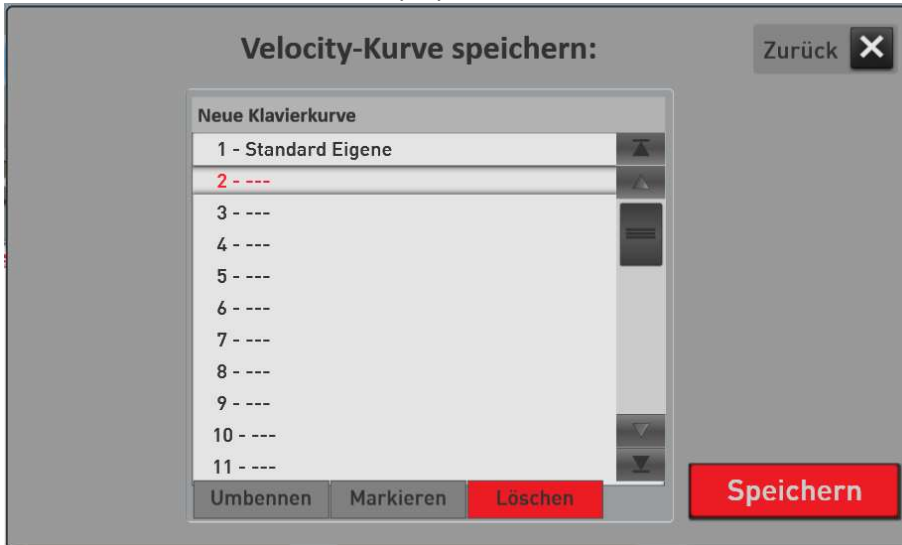 Velocity-Kurve speichern:
Zurück
Neue Klavierkurve
1 - Standard Eigene
2 - ---
3 - ---
4 - ---
5 - ---
6 - ---
7 - ---
8 - ---
9 - ---
10 - ---
11 - ---
Umbennen Markieren Löschen
Speichern